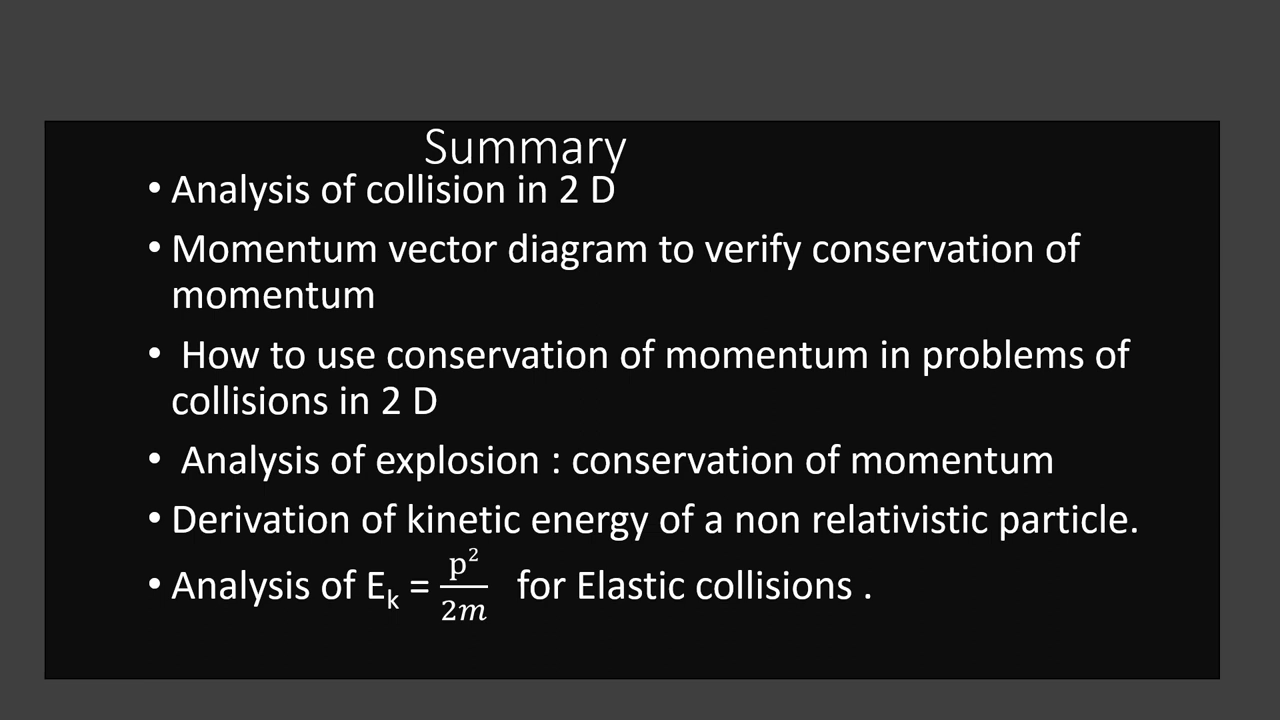 Summary
• Analysis of collision in 2 D
• Momentum vector diagram to verify conservation of
momentum
• How to use conservation of momentum in problems of
collisions in 2 D
• Analysis of explosion : conservation of momentum
• Derivation of kinetic energy of a non relativistic particle.
• Analysis of Eₖ = p²/2m for Elastic collisions .